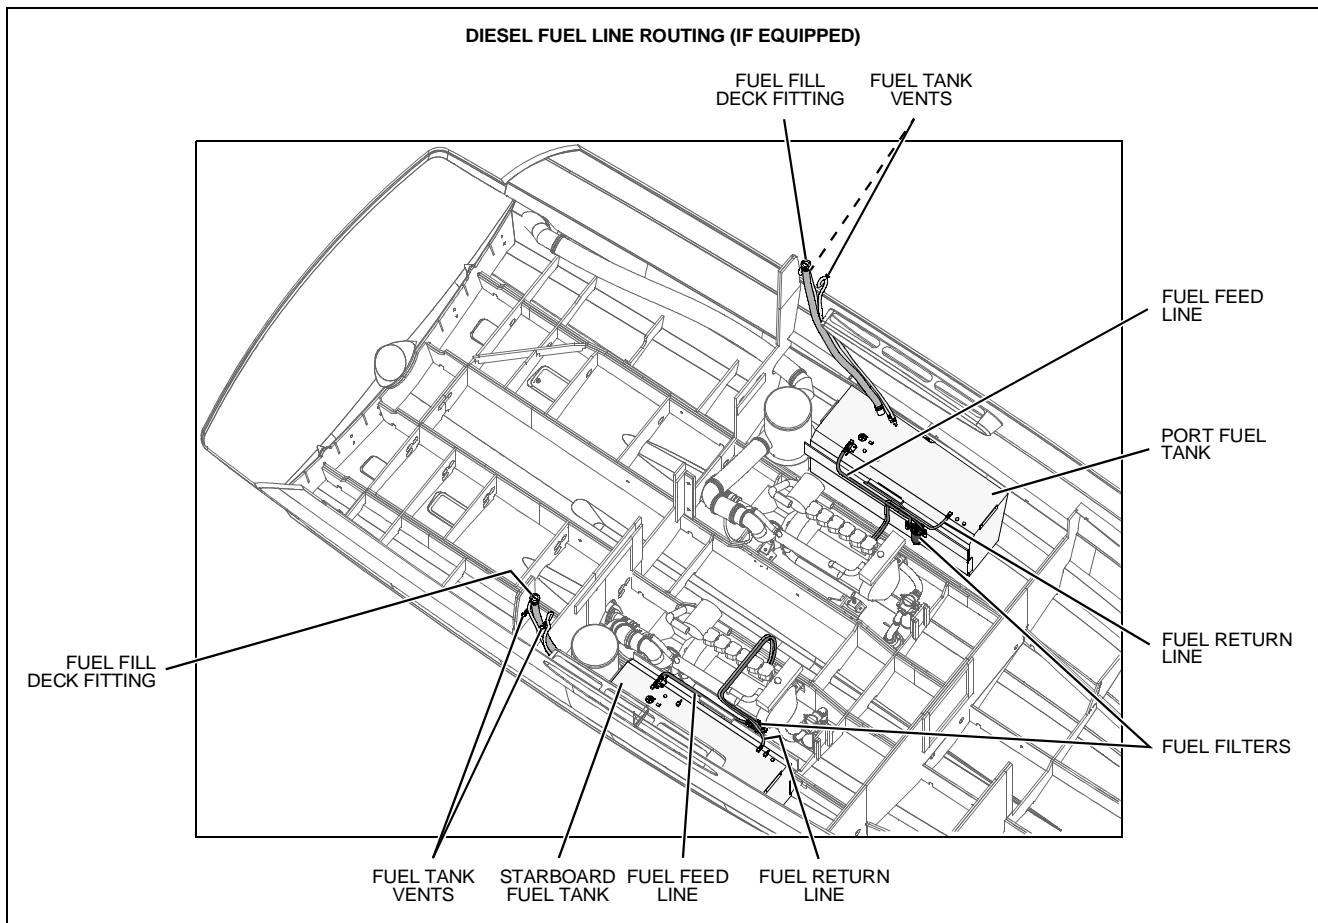 DIESEL FUEL LINE ROUTING (IF EQUIPPED)
FUEL FILL
DECK FITTING
FUEL TANK
VENTS
FUEL FEED
LINE
PORT FUEL
TANK
FUEL RETURN
LINE
FUEL FILTERS
FUEL FILL
DECK FITTING
FUEL TANK
VENTS
STARBOARD
FUEL TANK
FUEL FEED
LINE
FUEL RETURN
LINE